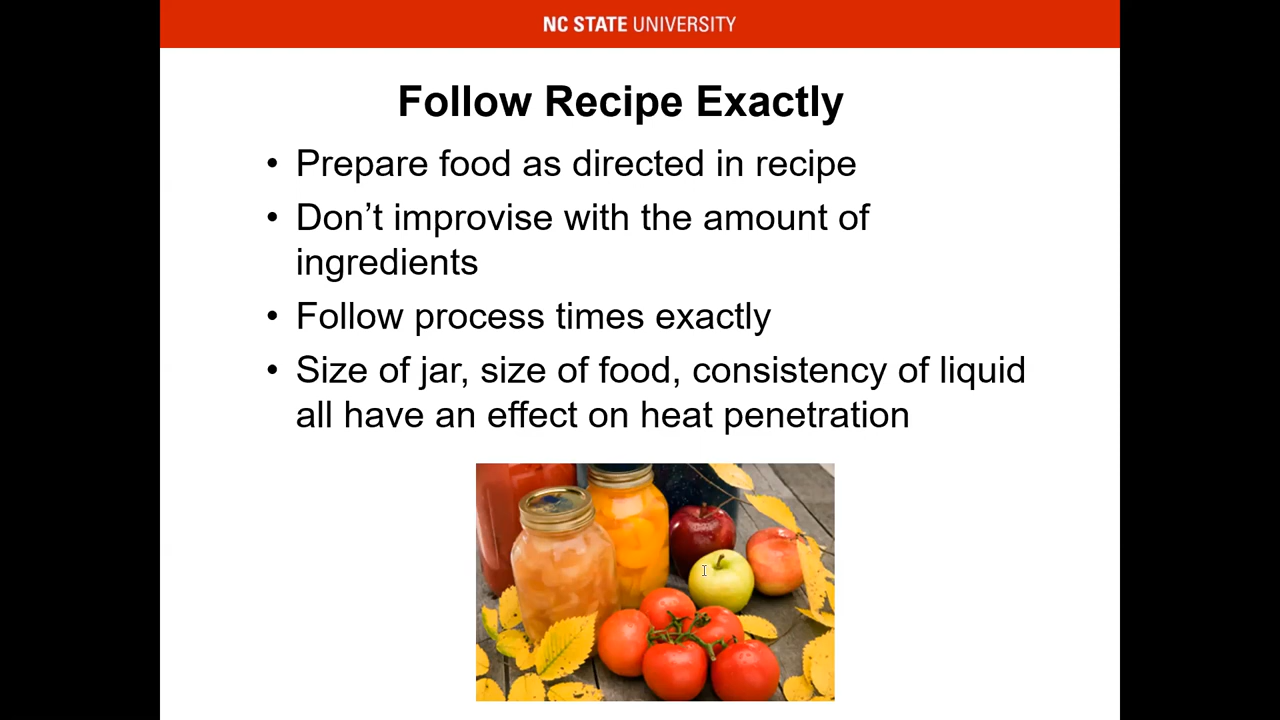 NC STATE UNIVERSITY
Follow Recipe Exactly
• Prepare food as directed in recipe
• Don’t improvise with the amount of
ingredients
• Follow process times exactly
• Size of jar, size of food, consistency of liquid
all have an effect on heat penetration